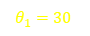 θ₁ = 30